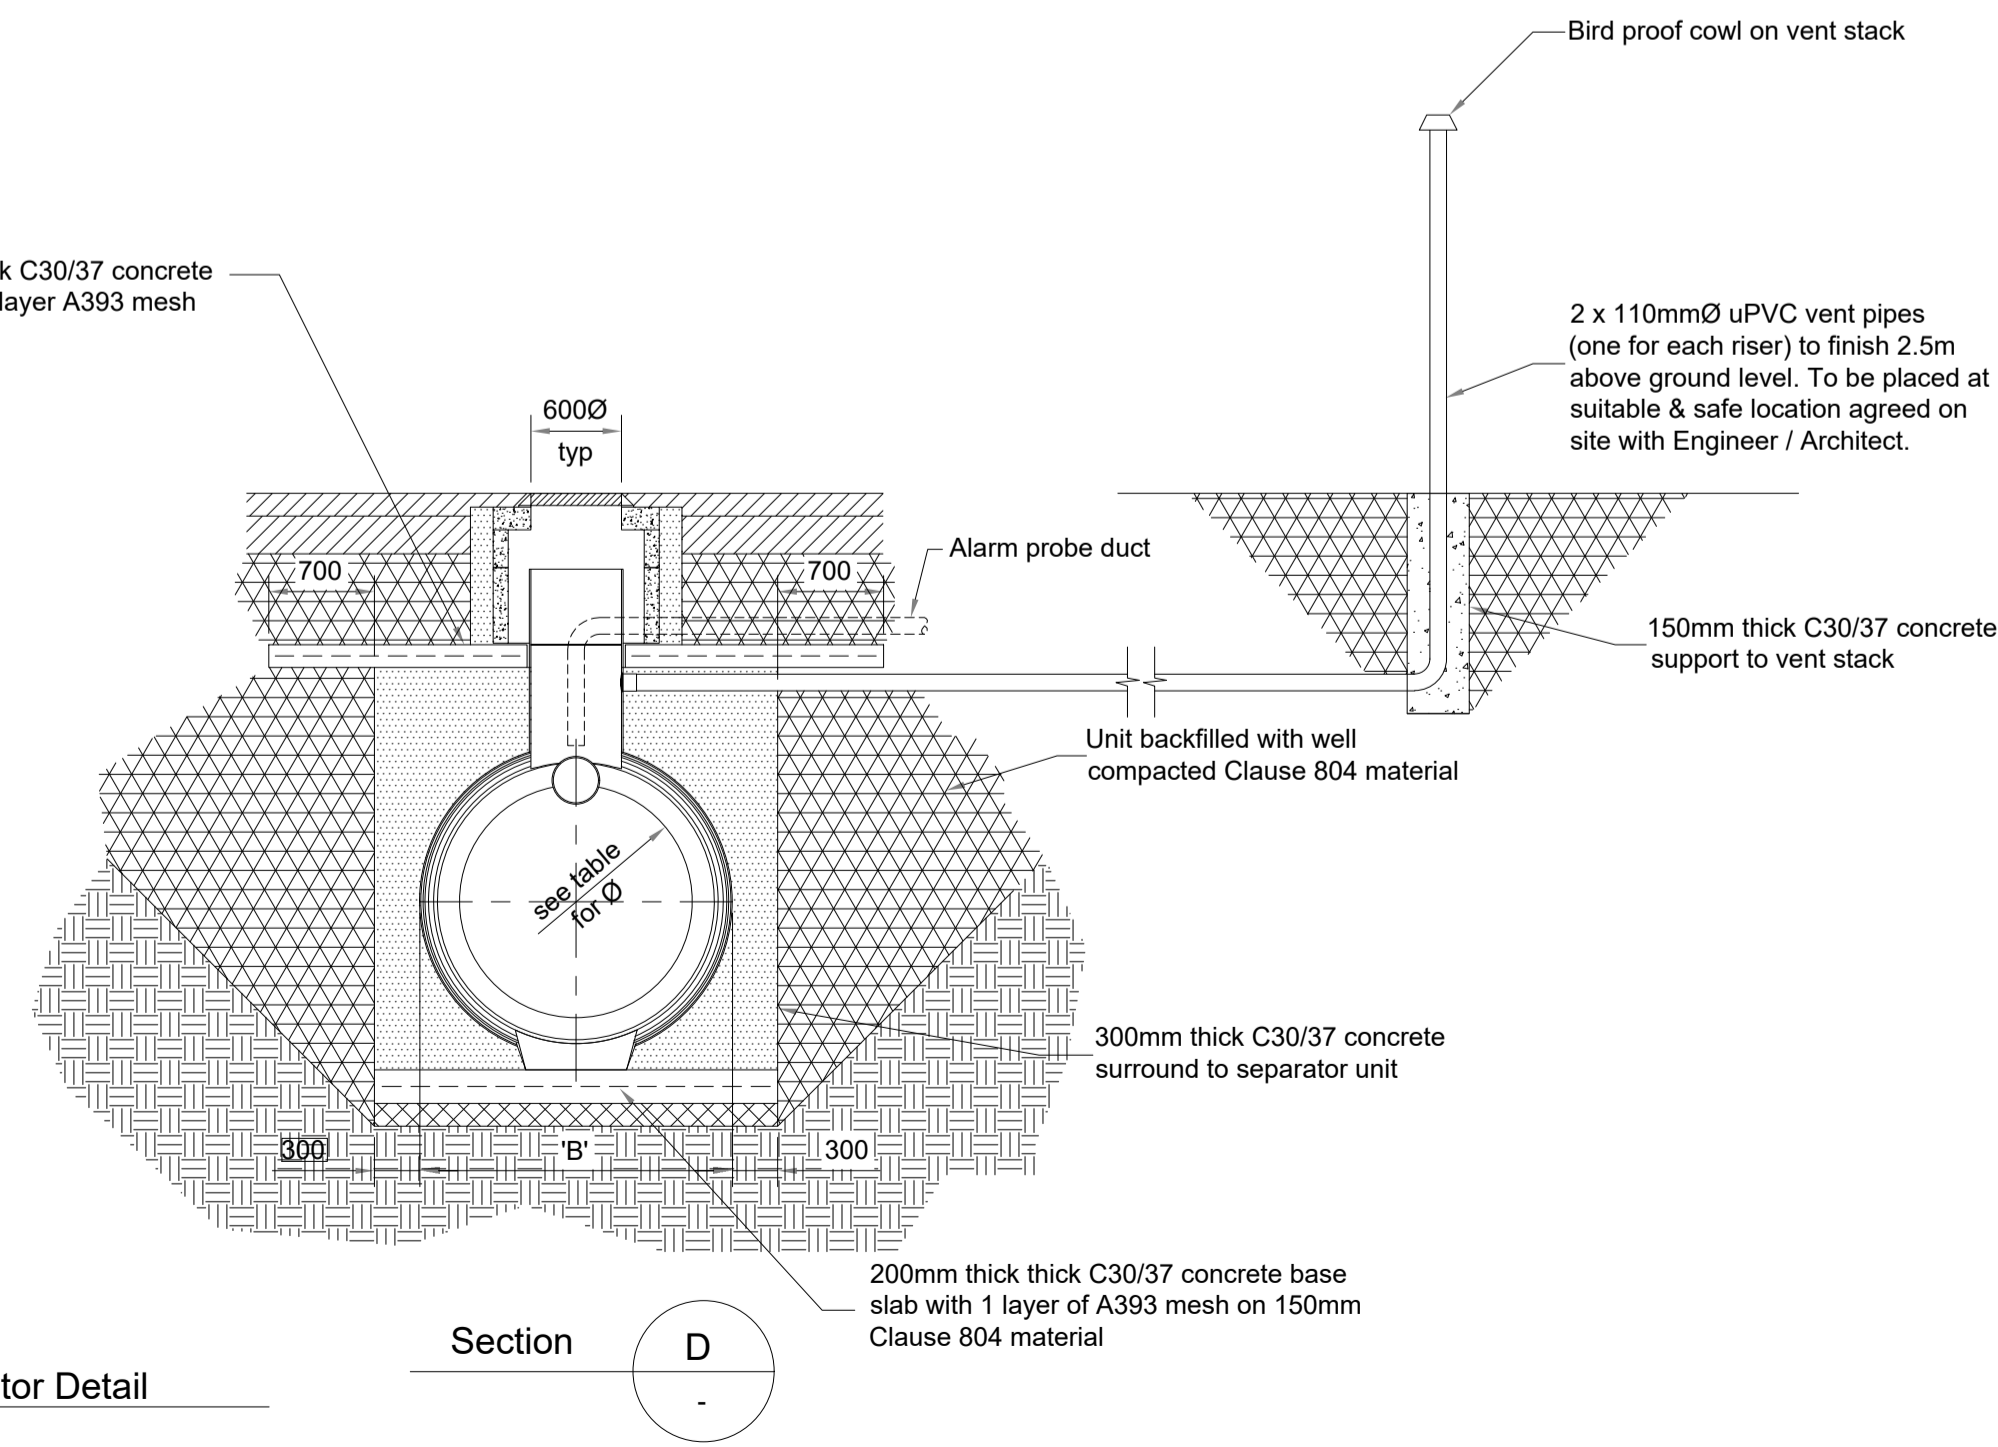 Bird proof cowl on vent stack
k C30/37 concrete
layer A393 mesh
2 x 110mmØ uPVC vent pipes
(one for each riser) to finish 2.5m
above ground level. To be placed at
suitable & safe location agreed on
site with Engineer / Architect.
600Ø
typ
Alarm probe duct
700
700
150mm thick C30/37 concrete
support to vent stack
Unit backfilled with well
compacted Clause 804 material
see table
for Ø
300mm thick C30/37 concrete
surround to separator unit
300
'B'
300
200mm thick thick C30/37 concrete base
slab with 1 layer of A393 mesh on 150mm
Clause 804 material
Section
D
-
tor Detail